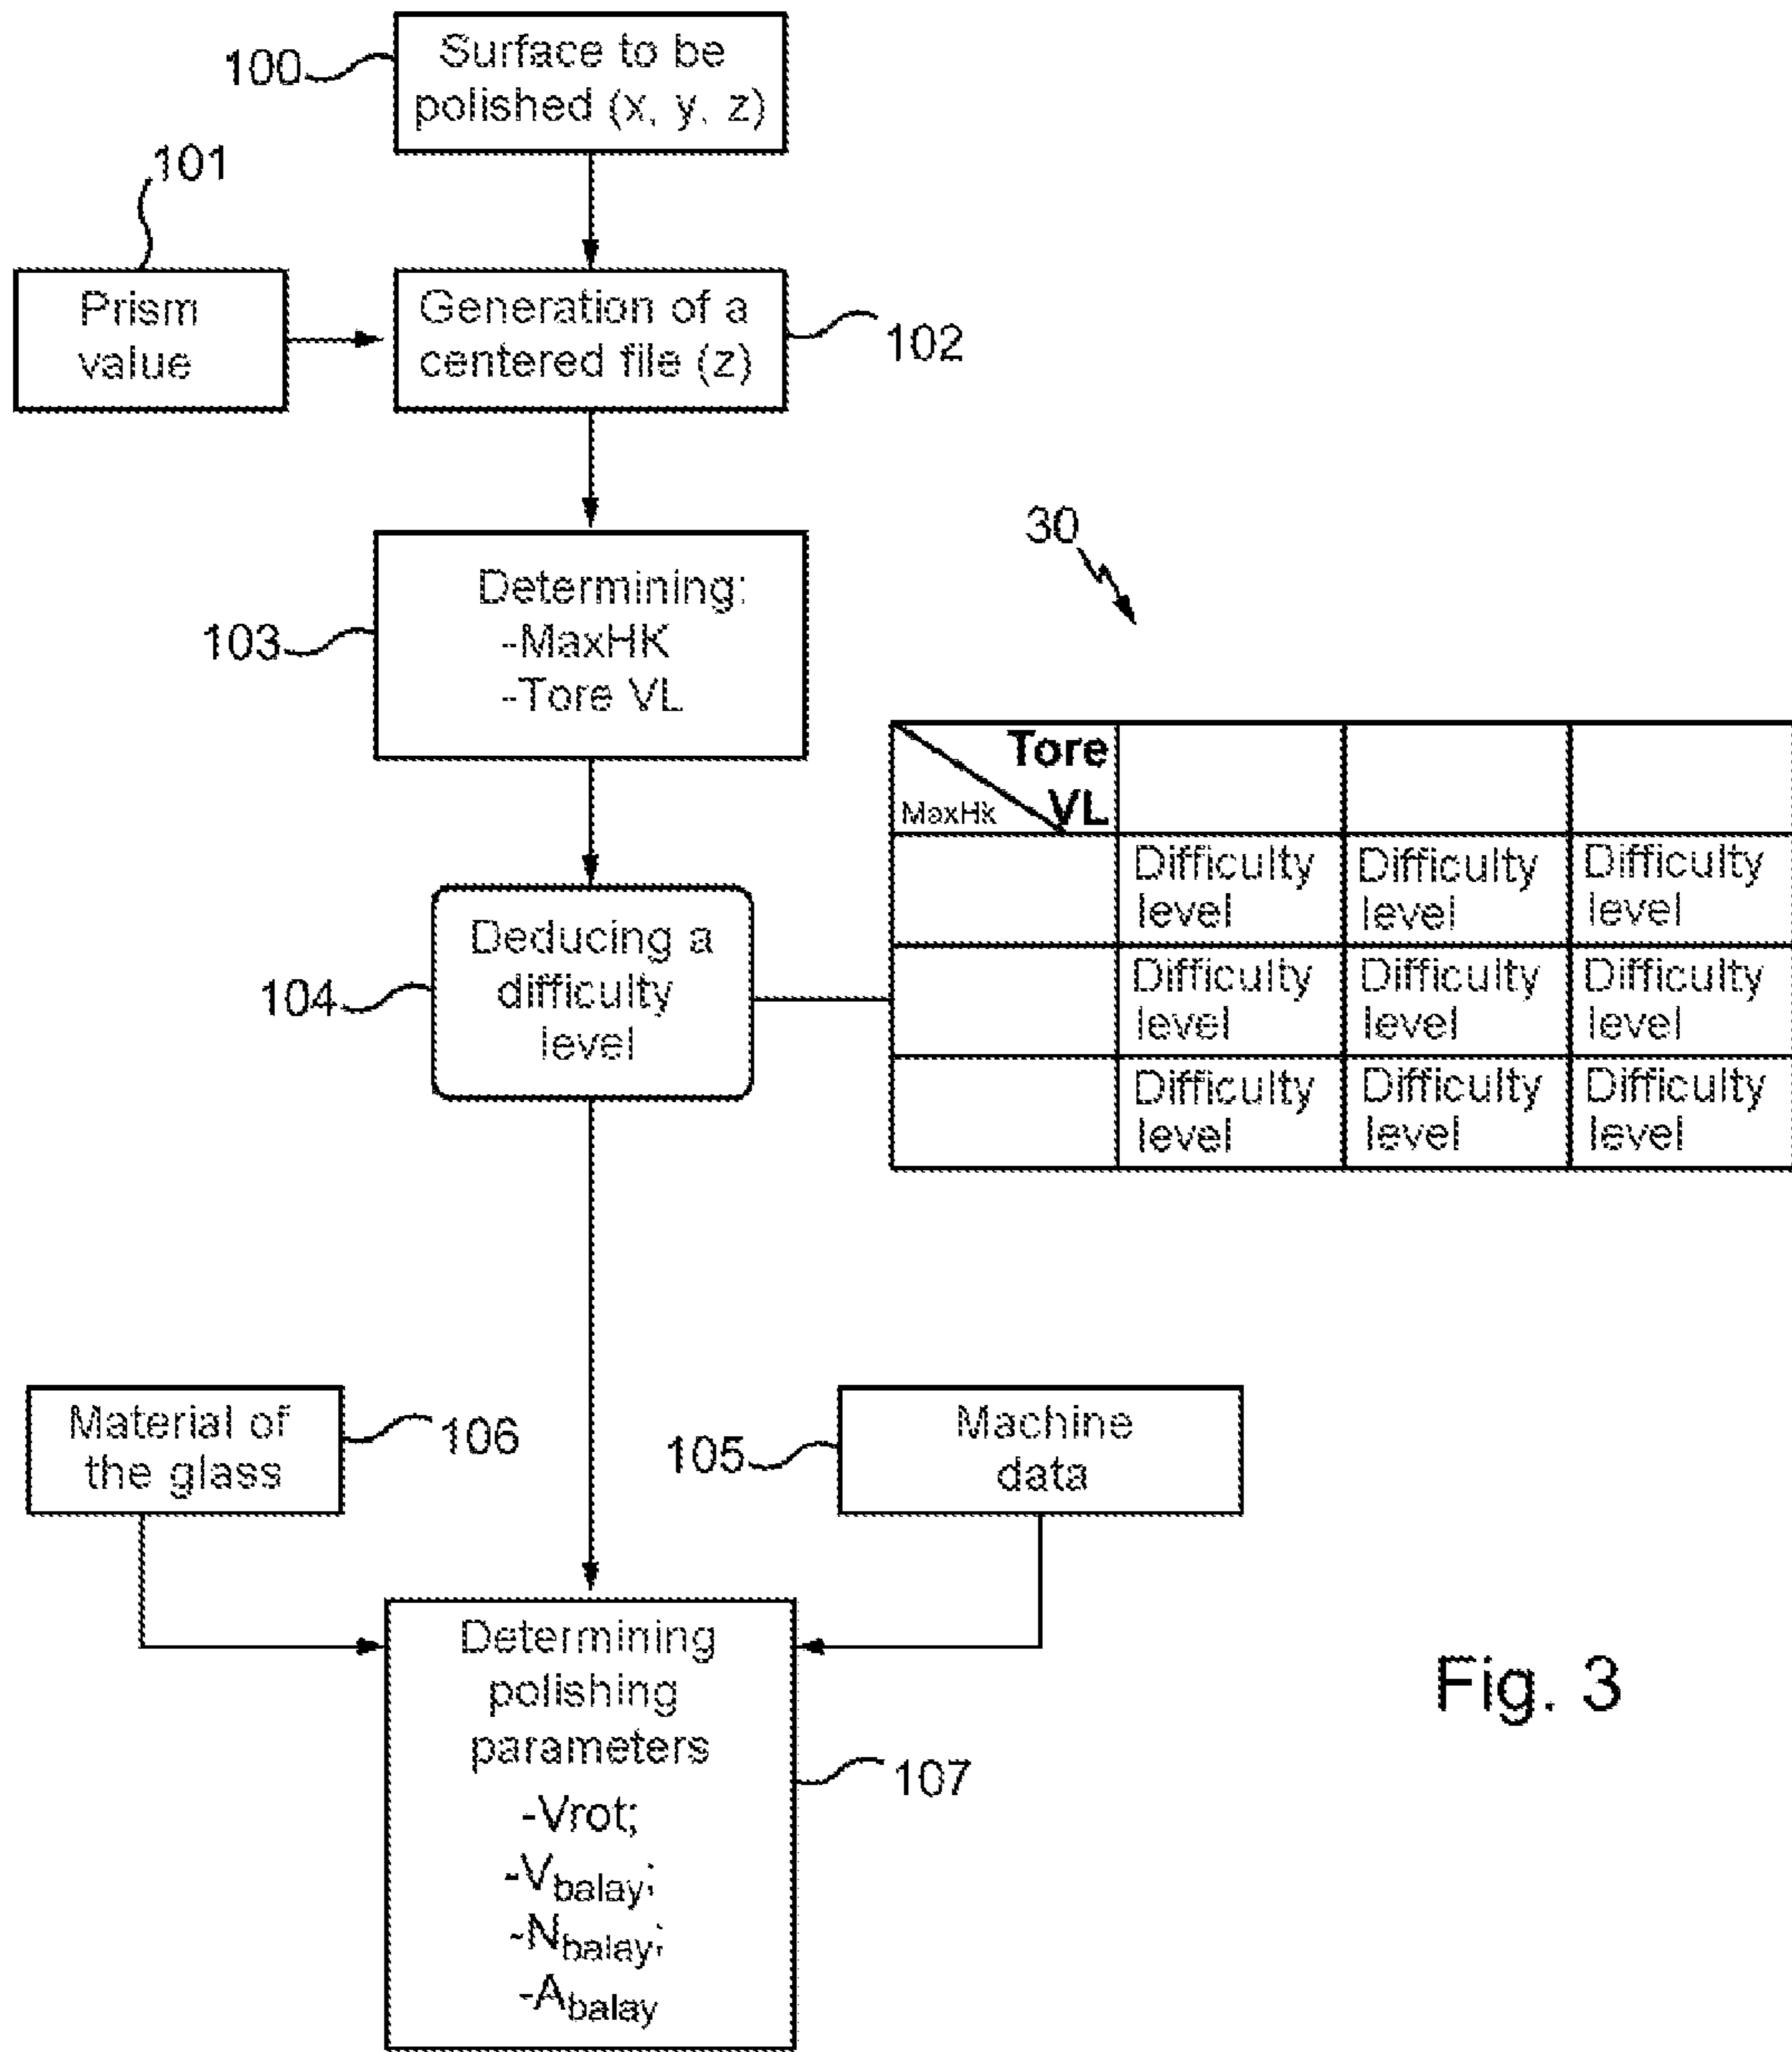 100
Surface to be
polished (x, y, z)
101
Prism
value
Generation of a
centered file (z)
102
103
Determining:
-MaxHK
-Tore VL
30
Tore
VL
MaxHk
Difficulty
level
Difficulty
level
Difficulty
level
Difficulty
level
Difficulty
level
Difficulty
level
Difficulty
level
Difficulty
level
Difficulty
level
104
Deducing a
difficulty
level
Material of
the glass
106
105
Machine
data
Determining
polishing
parameters
-Vrot;
-Vbalay;
-Nbalay;
-Abalay
107
Fig. 3